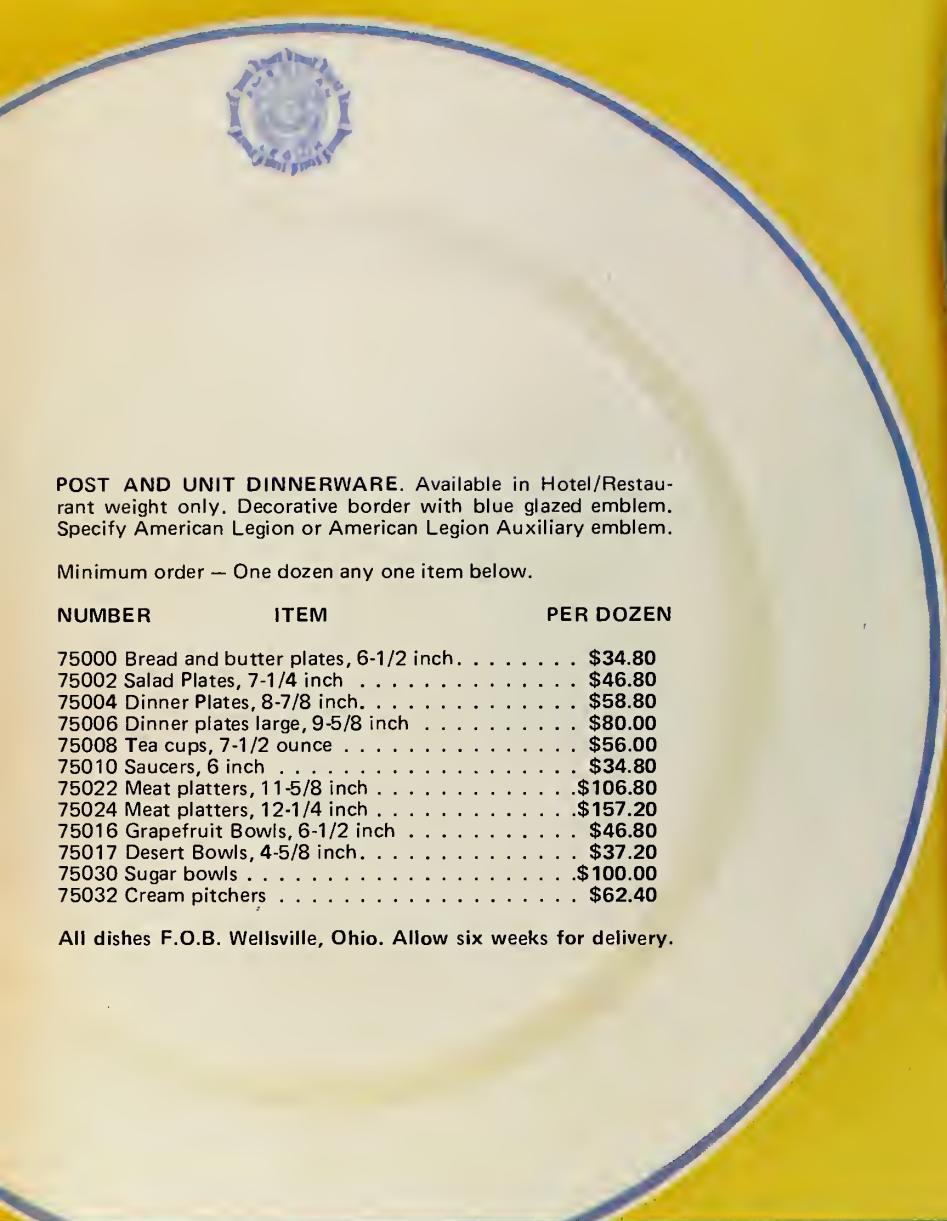 AMERICAN
LEGION
POST AND UNIT DINNERWARE. Available in Hotel/Restau-
rant weight only. Decorative border with blue glazed emblem.
Specify American Legion or American Legion Auxiliary emblem.
Minimum order — One dozen any one item below.
NUMBER ITEM PER DOZEN
75000 Bread and butter plates, 6-1/2 inch. . . . . . . . $34.80
75002 Salad Plates, 7-1/4 inch . . . . . . . . . . . . . . . $46.80
75004 Dinner Plates, 8-7/8 inch. . . . . . . . . . . . . . $58.80
75006 Dinner plates large, 9-5/8 inch . . . . . . . . . . $80.00
75008 Tea cups, 7-1/2 ounce . . . . . . . . . . . . . . . . $56.00
75010 Saucers, 6 inch . . . . . . . . . . . . . . . . . . . . $34.80
75022 Meat platters, 11-5/8 inch . . . . . . . . . . . . .$106.80
75024 Meat platters, 12-1/4 inch . . . . . . . . . . . . .$157.20
75016 Grapefruit Bowls, 6-1/2 inch . . . . . . . . . . . $46.80
75017 Desert Bowls, 4-5/8 inch. . . . . . . . . . . . . . $37.20
75030 Sugar bowls . . . . . . . . . . . . . . . . . . . . . .$100.00
75032 Cream pitchers . . . . . . . . . . . . . . . . . . . . $62.40
All dishes F.O.B. Wellsville, Ohio. Allow six weeks for delivery.